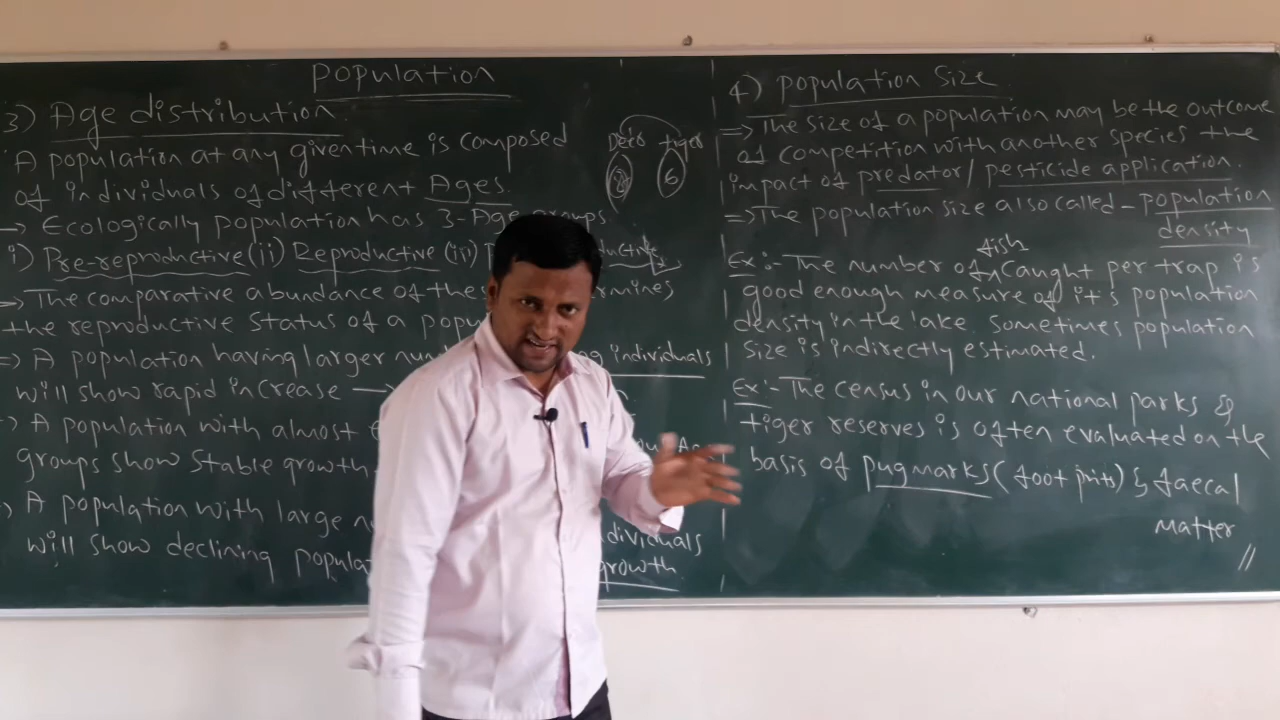 Population
3) Age distribution.
A population at any given time is composed
of individuals of different Ages.
→ Ecologically population has 3-Age groups
i) Pre-reproductive (ii) Reproductive (iii)
→ The comparative abundance of the
the reproductive status of a
⇒ A population having larger individuals
will show rapid increase →
A population with almost
groups show stable growth
A population with large individuals
will show declining growth
Deers tiger
8 6
4) Population Size
⇒ The size of a population may be the outcome
of competition with another species the
impact of predator / pesticide application.
⇒ The population size also called - population
density
fish
Ex:- The number of ^ Caught per trap is
good enough measure of it's population
density in the lake. Sometimes population
size is indirectly estimated.
Ex:- The census in our national parks &
tiger reserves is often evaluated on the
basis of pugmarks (foot prits) & faecal
matter //